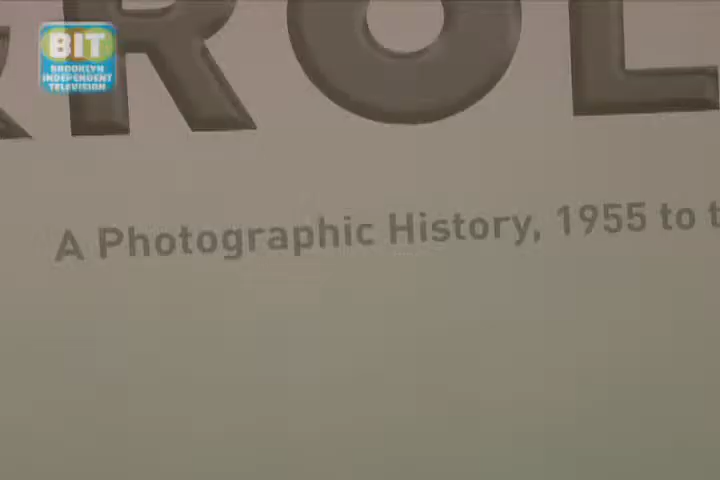 BIT
BROOKLYN
INDEPENDENT
TELEVISION
&ROL
A Photographic History, 1955 to t